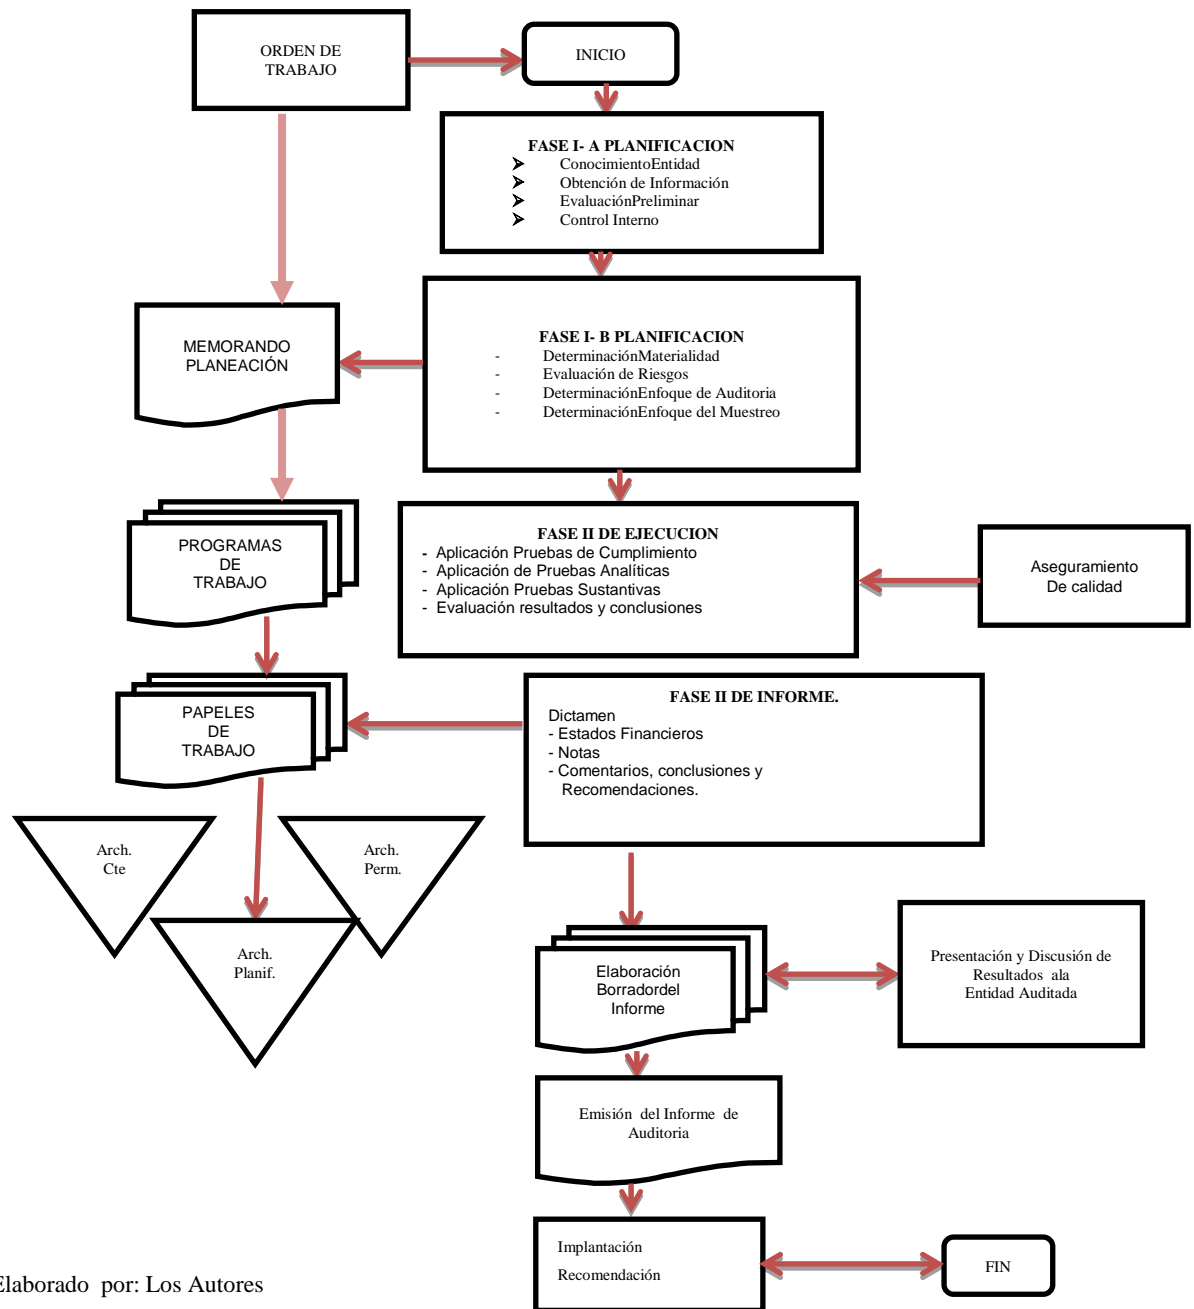 ORDEN DE
TRABAJO
INICIO
FASE I- A PLANIFICACION
➢ ConocimientoEntidad
➢ Obtención de Información
➢ EvaluaciónPreliminar
➢ Control Interno
MEMORANDO
PLANEACIÓN
FASE I- B PLANIFICACION
- DeterminaciónMaterialidad
- Evaluación de Riesgos
- DeterminaciónEnfoque de Auditoria
- DeterminaciónEnfoque del Muestreo
PROGRAMAS
DE
TRABAJO
FASE II DE EJECUCION
- Aplicación Pruebas de Cumplimiento
- Aplicación de Pruebas Analíticas
- Aplicación Pruebas Sustantivas
- Evaluación resultados y conclusiones
Aseguramiento
De calidad
PAPELES
DE
TRABAJO
FASE II DE INFORME.
Dictamen
- Estados Financieros
- Notas
- Comentarios, conclusiones y
Recomendaciones.
Arch.
Cte
Arch.
Perm.
Arch.
Planif.
Elaboración
Borradordel
Informe
Presentación y Discusión de
Resultados ala
Entidad Auditada
Emisión del Informe de
Auditoria
Implantación
Recomendación
FIN
Elaborado por: Los Autores